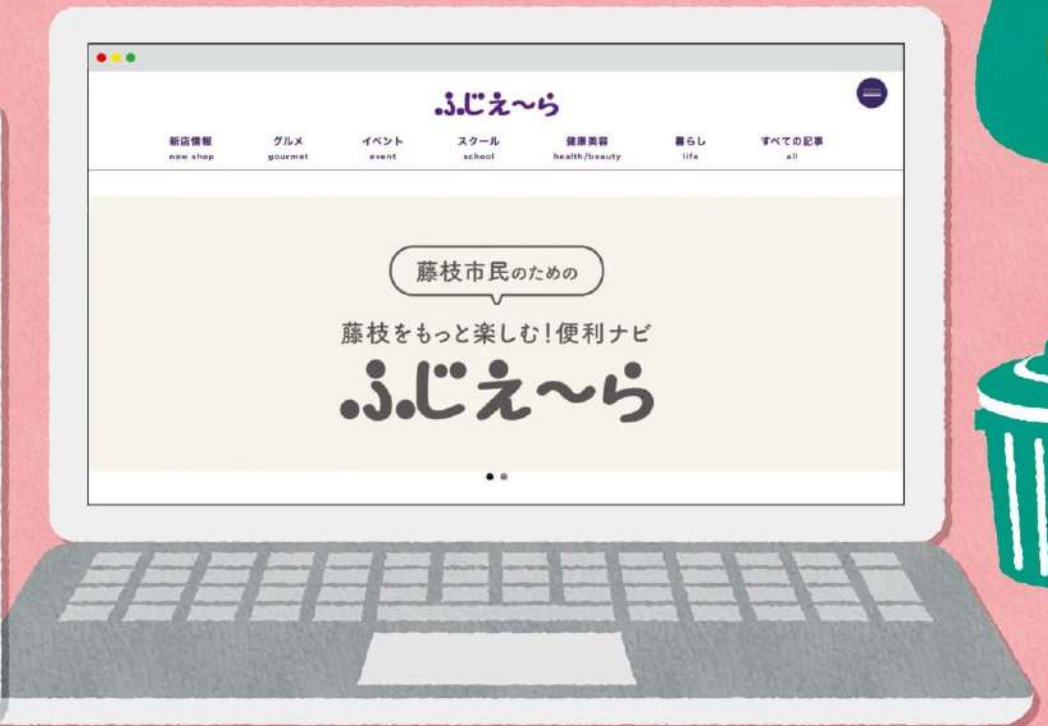 ふじえ～ら
新店情報 グルメ イベント スクール 健康美容 暮らし すべての記事
new shop gourmet event school health/beauty life all
藤枝市民のための
藤枝をもっと楽しむ!便利ナビ
ふじえ～ら